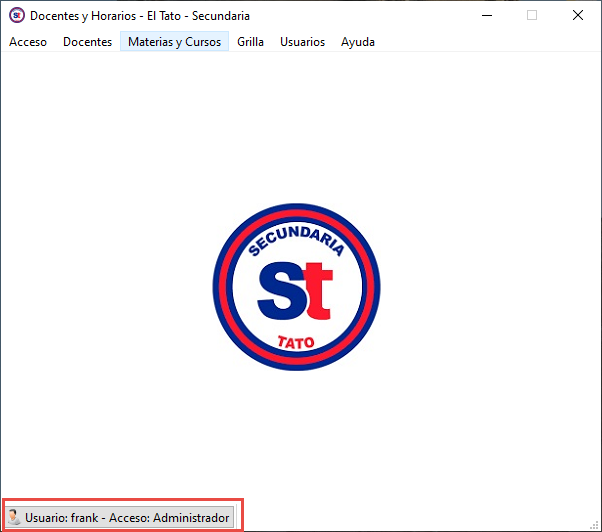 Docentes y Horarios - El Tato - Secundaria
Acceso Docentes Materias y Cursos Grilla Usuarios Ayuda
SECUNDARIA
St
TATO
Usuario: frank - Acceso: Administrador